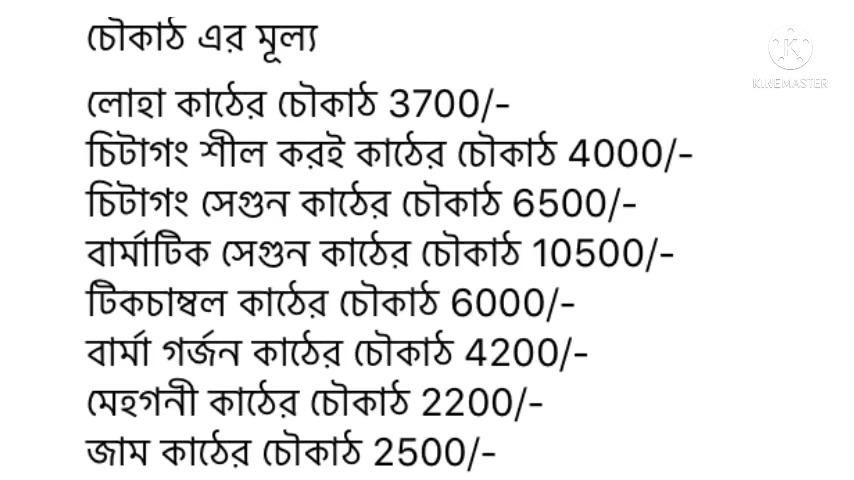 চৌকাঠ এর মূল্য
K
KINEMASTER
লোহা কাঠের চৌকাঠ 3700/-
চিটাগং শীল করই কাঠের চৌকাঠ 4000/-
চিটাগং সেগুন কাঠের চৌকাঠ 6500/-
বার্মাটিক সেগুন কাঠের চৌকাঠ 10500/-
টিকচাম্বল কাঠের চৌকাঠ 6000/-
বার্মা গর্জন কাঠের চৌকাঠ 4200/-
মেহগনী কাঠের চৌকাঠ 2200/-
জাম কাঠের চৌকাঠ 2500/-